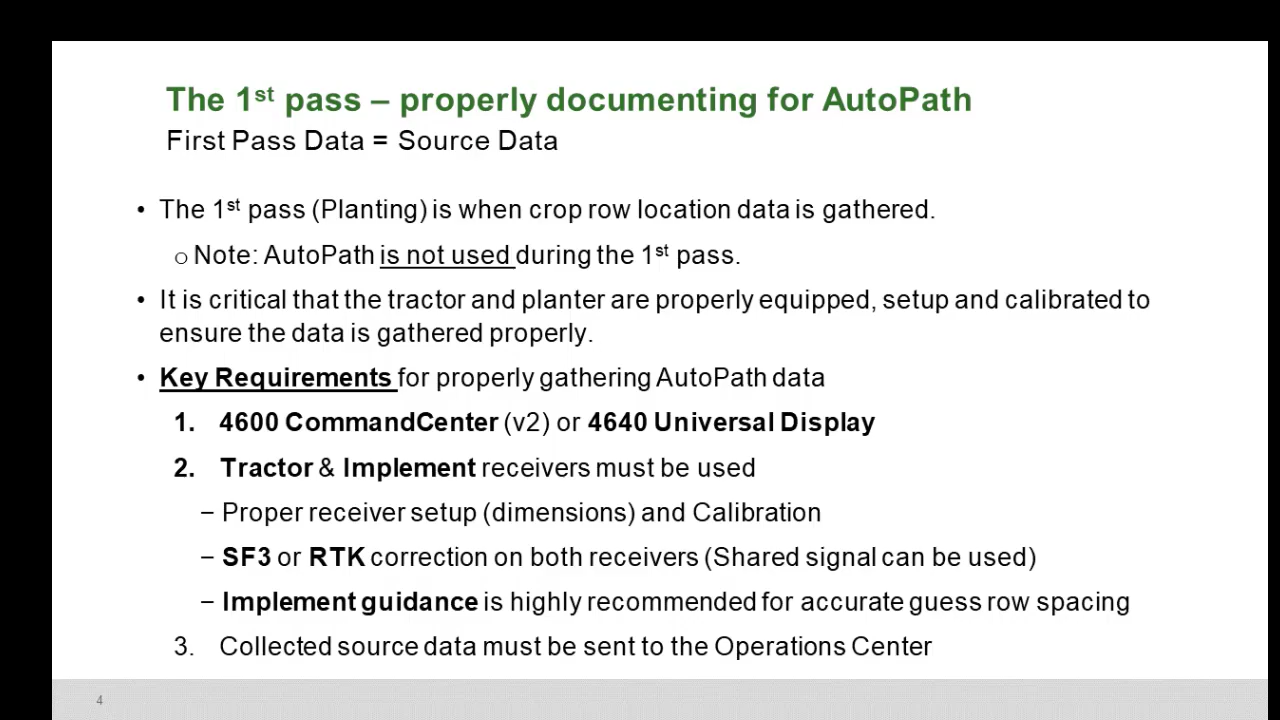 The 1st pass – properly documenting for AutoPath
First Pass Data = Source Data
• The 1st pass (Planting) is when crop row location data is gathered.
o Note: AutoPath is not used during the 1st pass.
• It is critical that the tractor and planter are properly equipped, setup and calibrated to
ensure the data is gathered properly.
• Key Requirements for properly gathering AutoPath data
1. 4600 CommandCenter (v2) or 4640 Universal Display
2. Tractor & Implement receivers must be used
– Proper receiver setup (dimensions) and Calibration
– SF3 or RTK correction on both receivers (Shared signal can be used)
– Implement guidance is highly recommended for accurate guess row spacing
3. Collected source data must be sent to the Operations Center
4